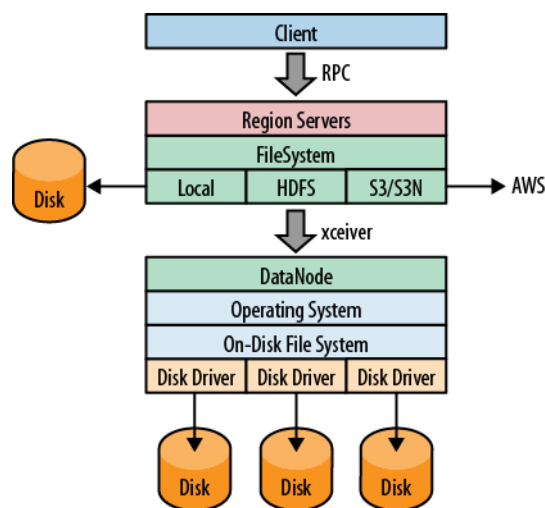 Client
RPC
Region Servers
FileSystem
Local HDFS S3/S3N
Disk
AWS
xceiver
DataNode
Operating System
On-Disk File System
Disk Driver Disk Driver Disk Driver
Disk Disk Disk